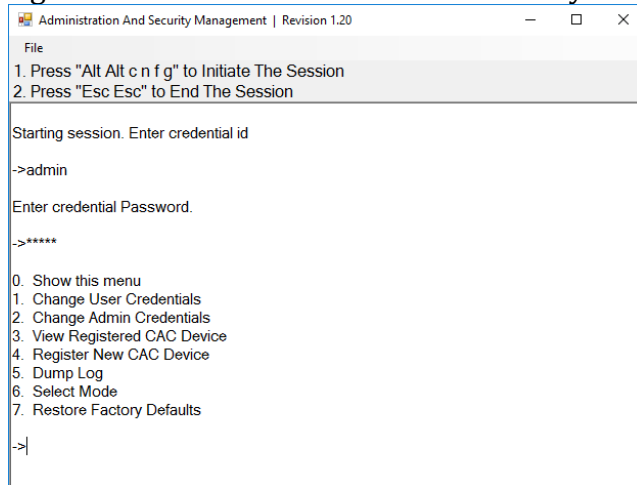 Administration And Security Management | Revision 1.20
File
1. Press "Alt Alt c n f g" to Initiate The Session
2. Press "Esc Esc" to End The Session
Starting session. Enter credential id
->admin
Enter credential Password.
->*****
0. Show this menu
1. Change User Credentials
2. Change Admin Credentials
3. View Registered CAC Device
4. Register New CAC Device
5. Dump Log
6. Select Mode
7. Restore Factory Defaults
->